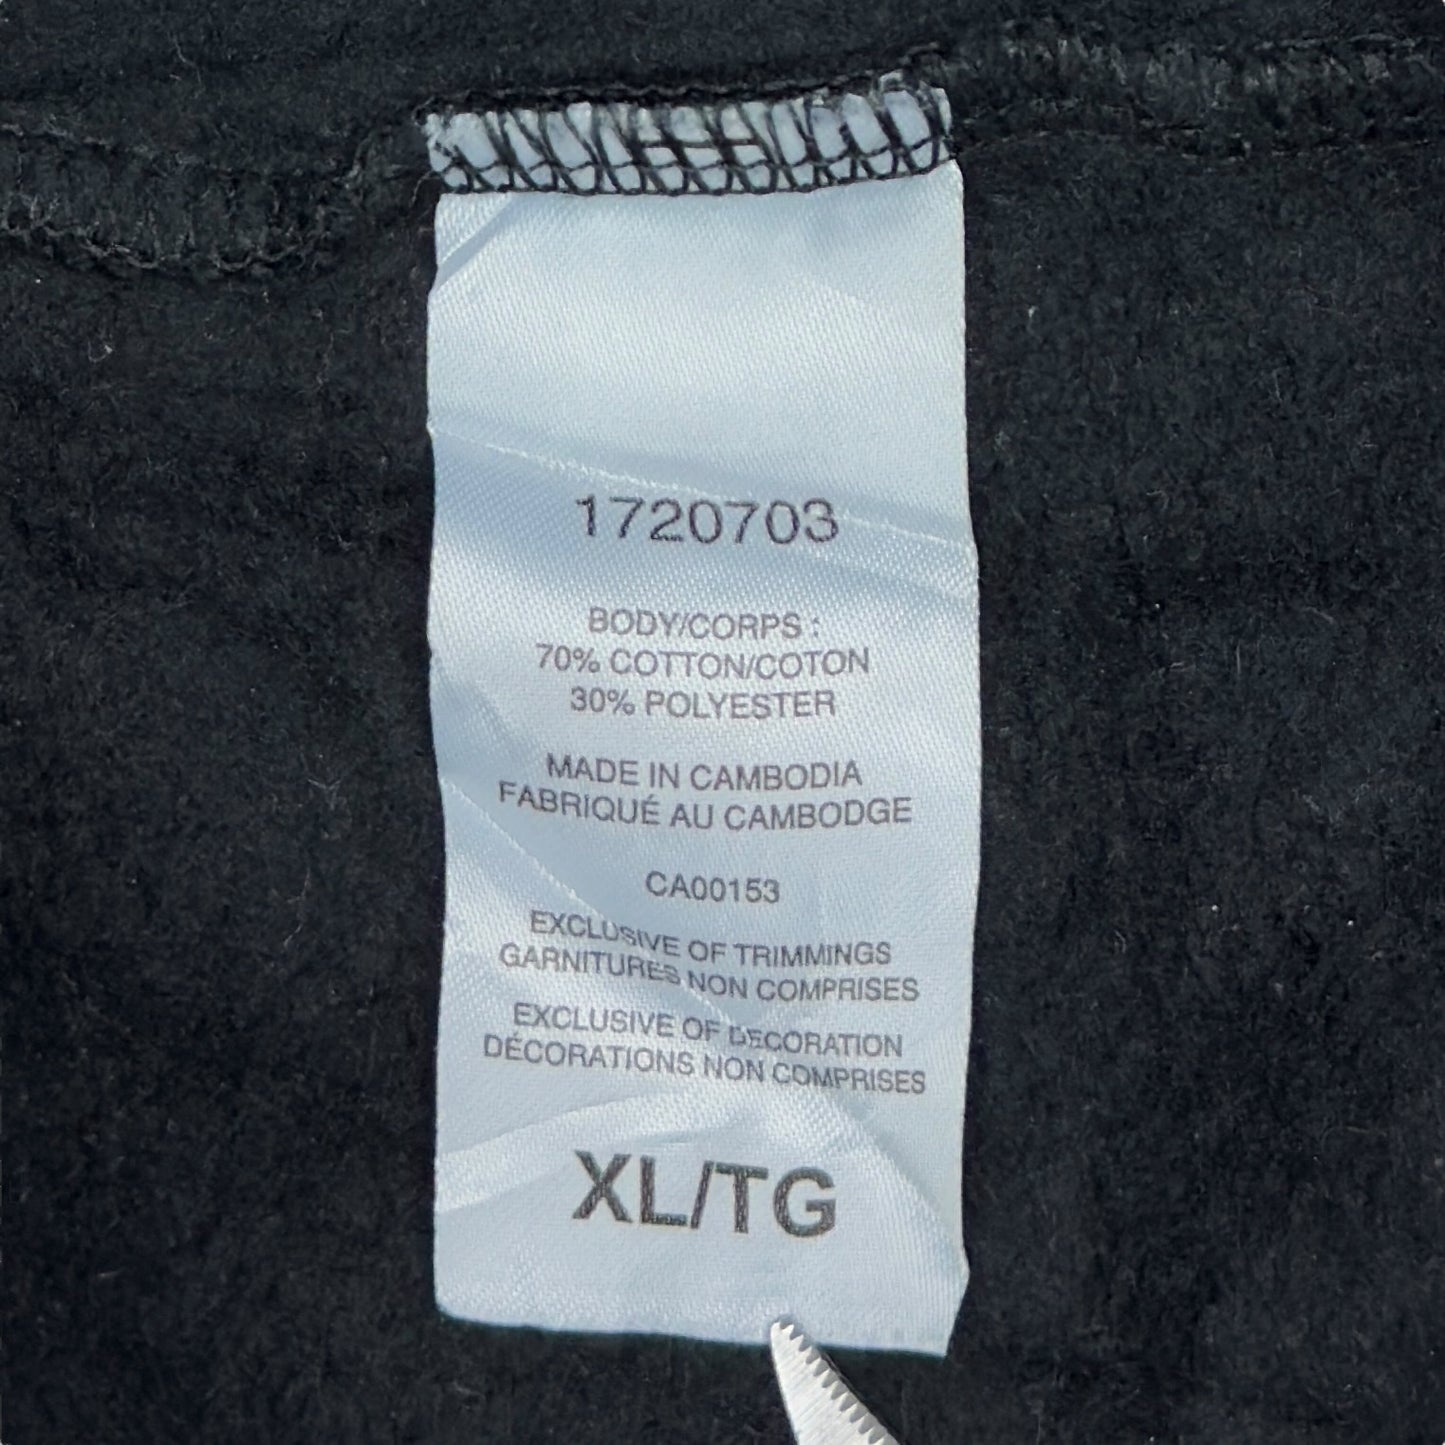 1720703
BODY/CORPS :
70% COTTON/COTON
30% POLYESTER
MADE IN CAMBODIA
FABRIQUÉ AU CAMBODGE
CA00153
EXCLUSIVE OF TRIMMINGS
GARNITURES NON COMPRISES
EXCLUSIVE OF DECORATION
DÉCORATIONS NON COMPRISES
XL/TG